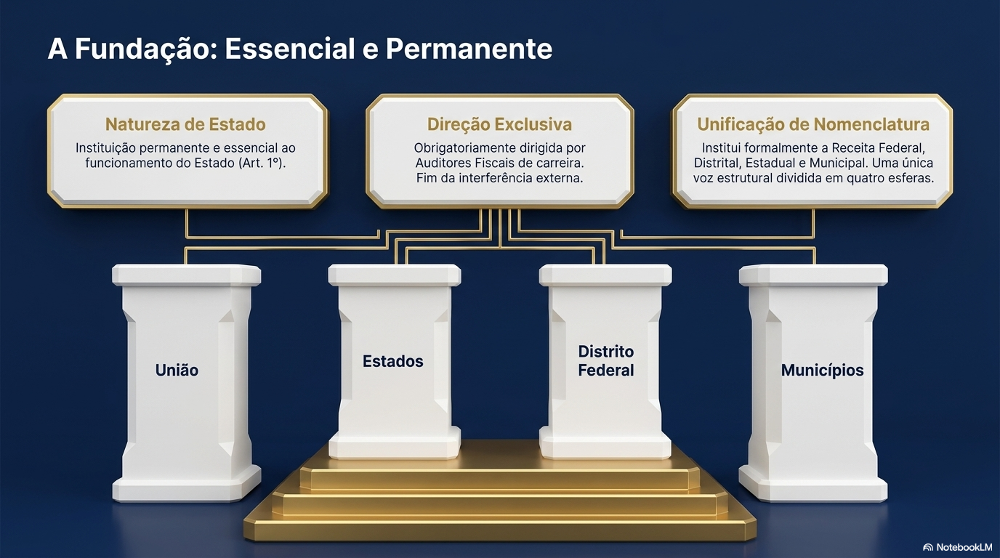 A Fundação: Essencial e Permanente
Natureza de Estado
Instituição permanente e essencial ao
funcionamento do Estado (Art. 1º).
Direção Exclusiva
Obrigatoriamente dirigida por
Auditores Fiscais de carreira.
Fim da interferência externa.
Unificação de Nomenclatura
Institui formalmente a Receita Federal,
Distrital, Estadual e Municipal. Uma única
voz estrutural dividida em quatro esferas.
União
Estados
Distrito
Federal
Municípios
NotebookLM